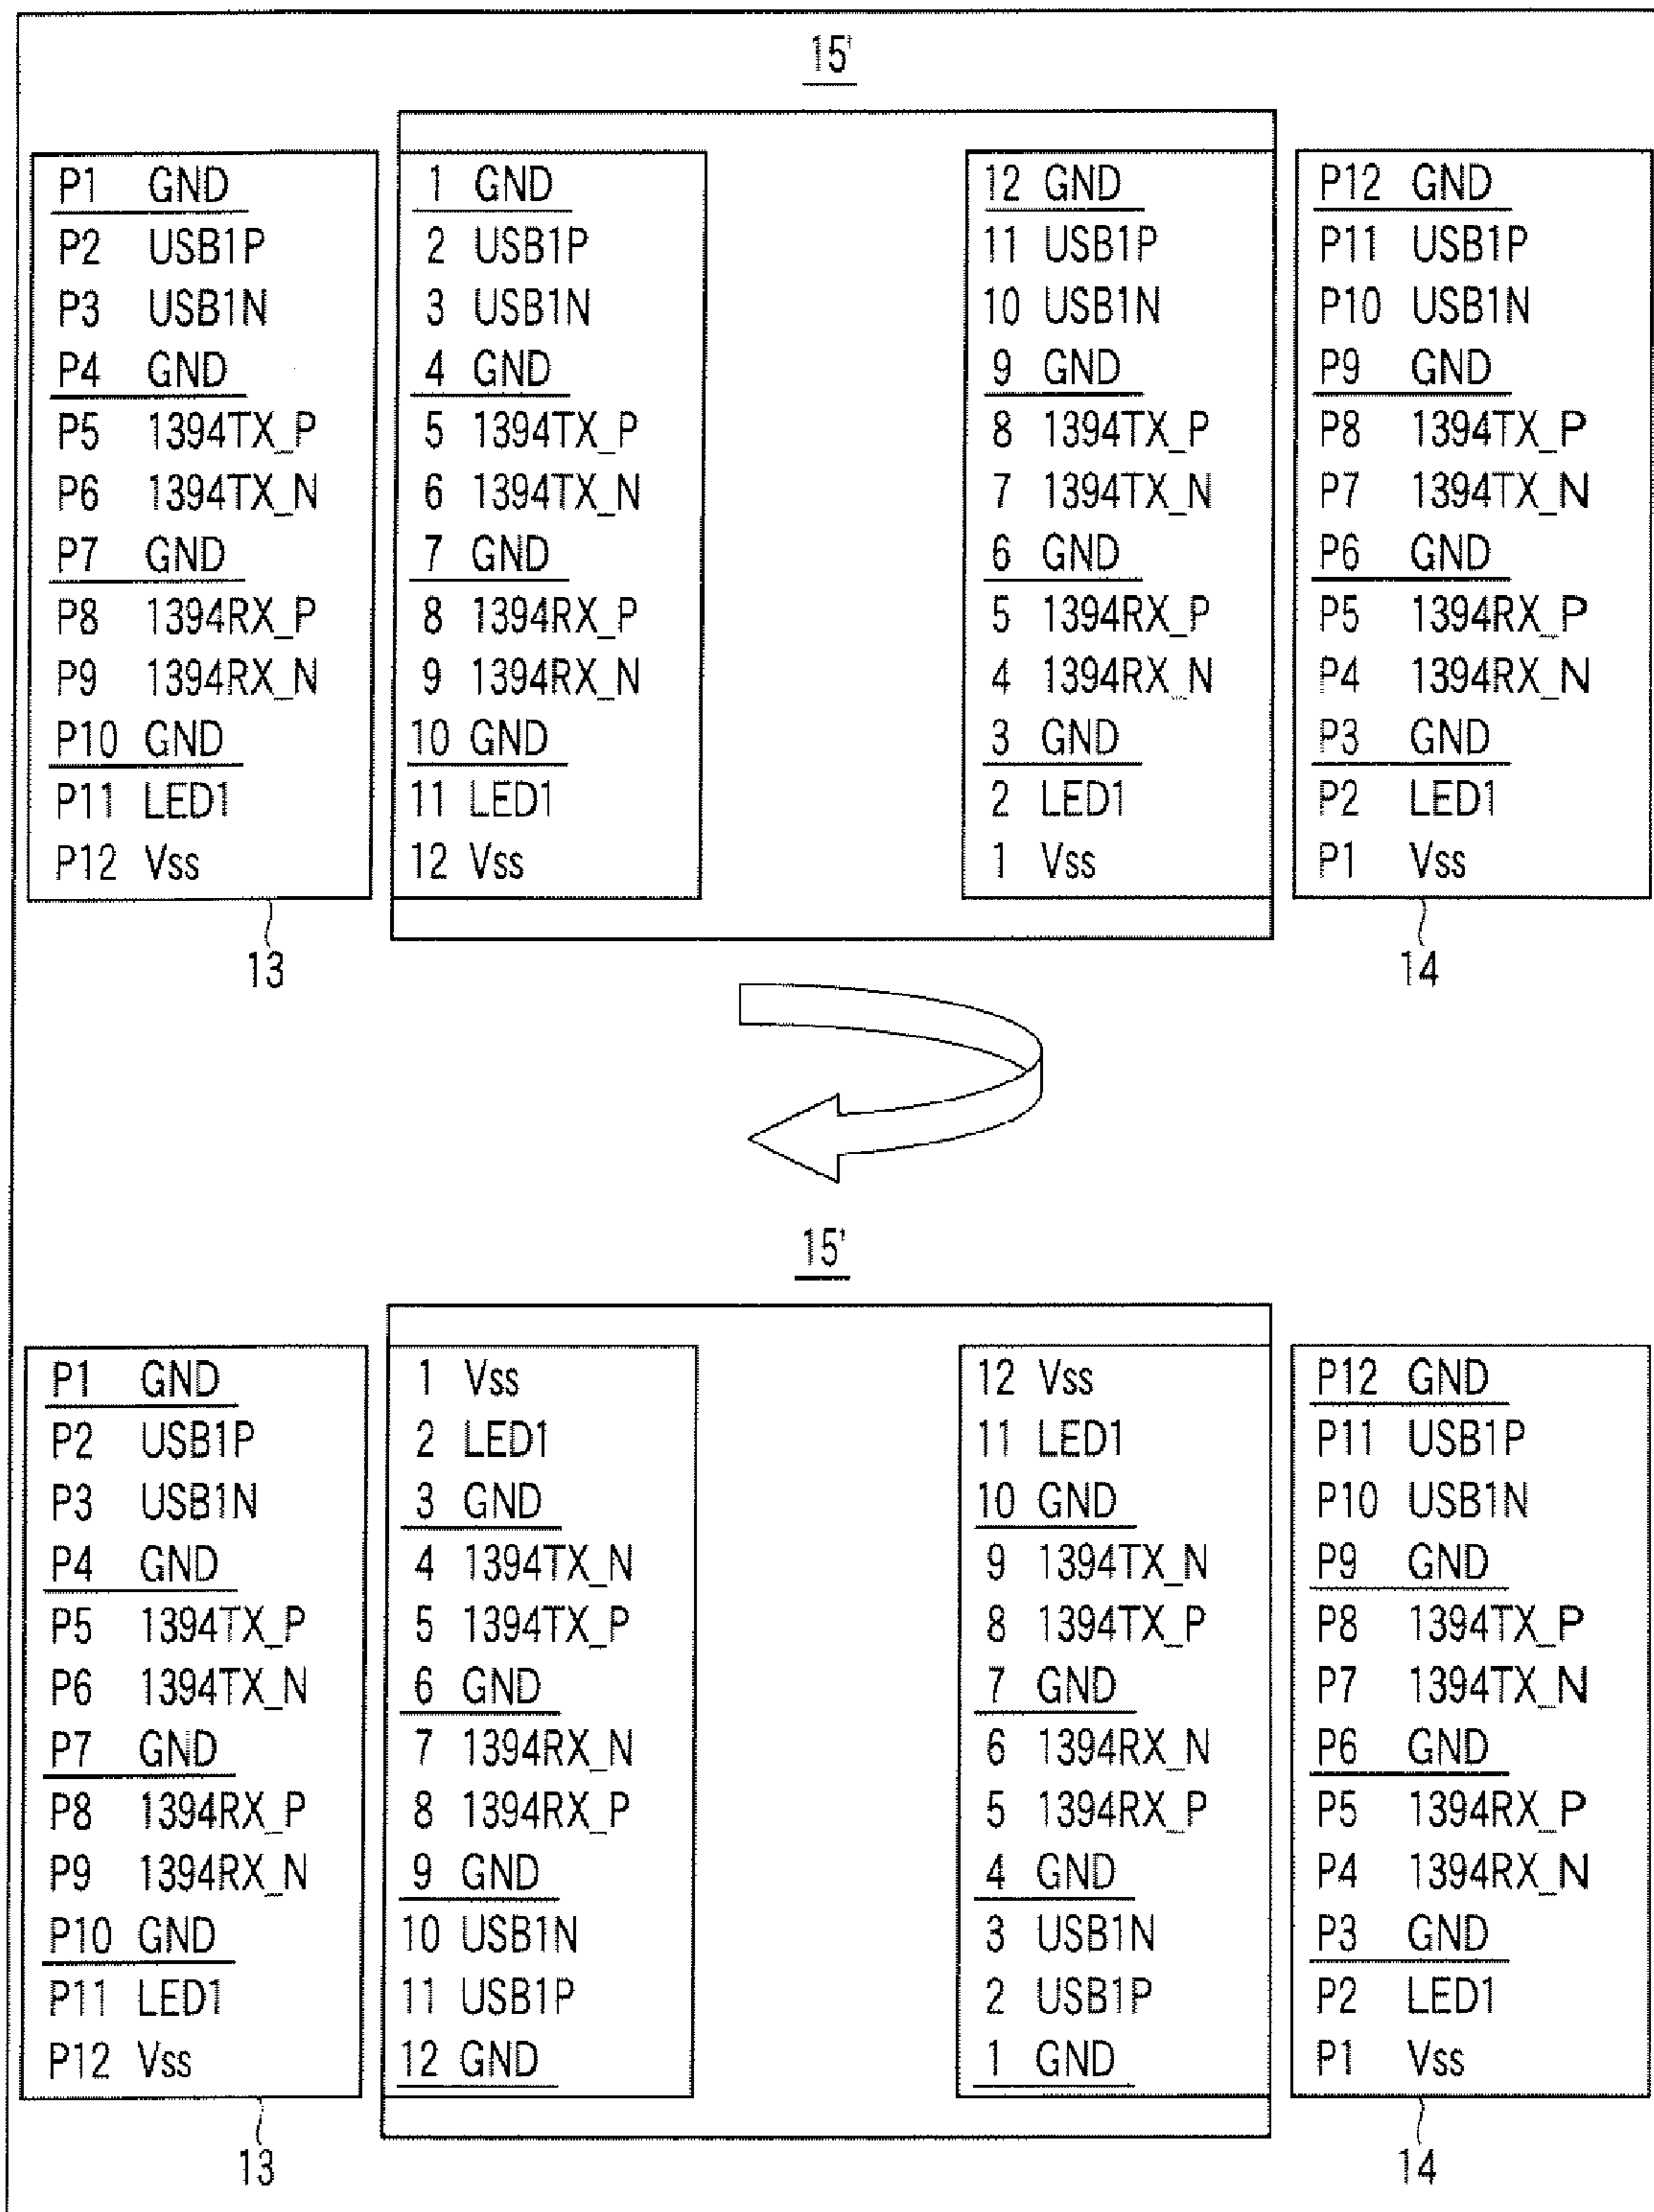 15'
P1 GND
P2 USB1P
P3 USB1N
P4 GND
P5 1394TX_P
P6 1394TX_N
P7 GND
P8 1394RX_P
P9 1394RX_N
P10 GND
P11 LED1
P12 Vss
13
1 GND
2 USB1P
3 USB1N
4 GND
5 1394TX_P
6 1394TX_N
7 GND
8 1394RX_P
9 1394RX_N
10 GND
11 LED1
12 Vss
12 GND
11 USB1P
10 USB1N
9 GND
8 1394TX_P
7 1394TX_N
6 GND
5 1394RX_P
4 1394RX_N
3 GND
2 LED1
1 Vss
P12 GND
P11 USB1P
P10 USB1N
P9 GND
P8 1394TX_P
P7 1394TX_N
P6 GND
P5 1394RX_P
P4 1394RX_N
P3 GND
P2 LED1
P1 Vss
14
15'
P1 GND
P2 USB1P
P3 USB1N
P4 GND
P5 1394TX_P
P6 1394TX_N
P7 GND
P8 1394RX_P
P9 1394RX_N
P10 GND
P11 LED1
P12 Vss
13
1 Vss
2 LED1
3 GND
4 1394TX_N
5 1394TX_P
6 GND
7 1394RX_N
8 1394RX_P
9 GND
10 USB1N
11 USB1P
12 GND
12 Vss
11 LED1
10 GND
9 1394TX_N
8 1394TX_P
7 GND
6 1394RX_N
5 1394RX_P
4 GND
3 USB1N
2 USB1P
1 GND
P12 GND
P11 USB1P
P10 USB1N
P9 GND
P8 1394TX_P
P7 1394TX_N
P6 GND
P5 1394RX_P
P4 1394RX_N
P3 GND
P2 LED1
P1 Vss
14